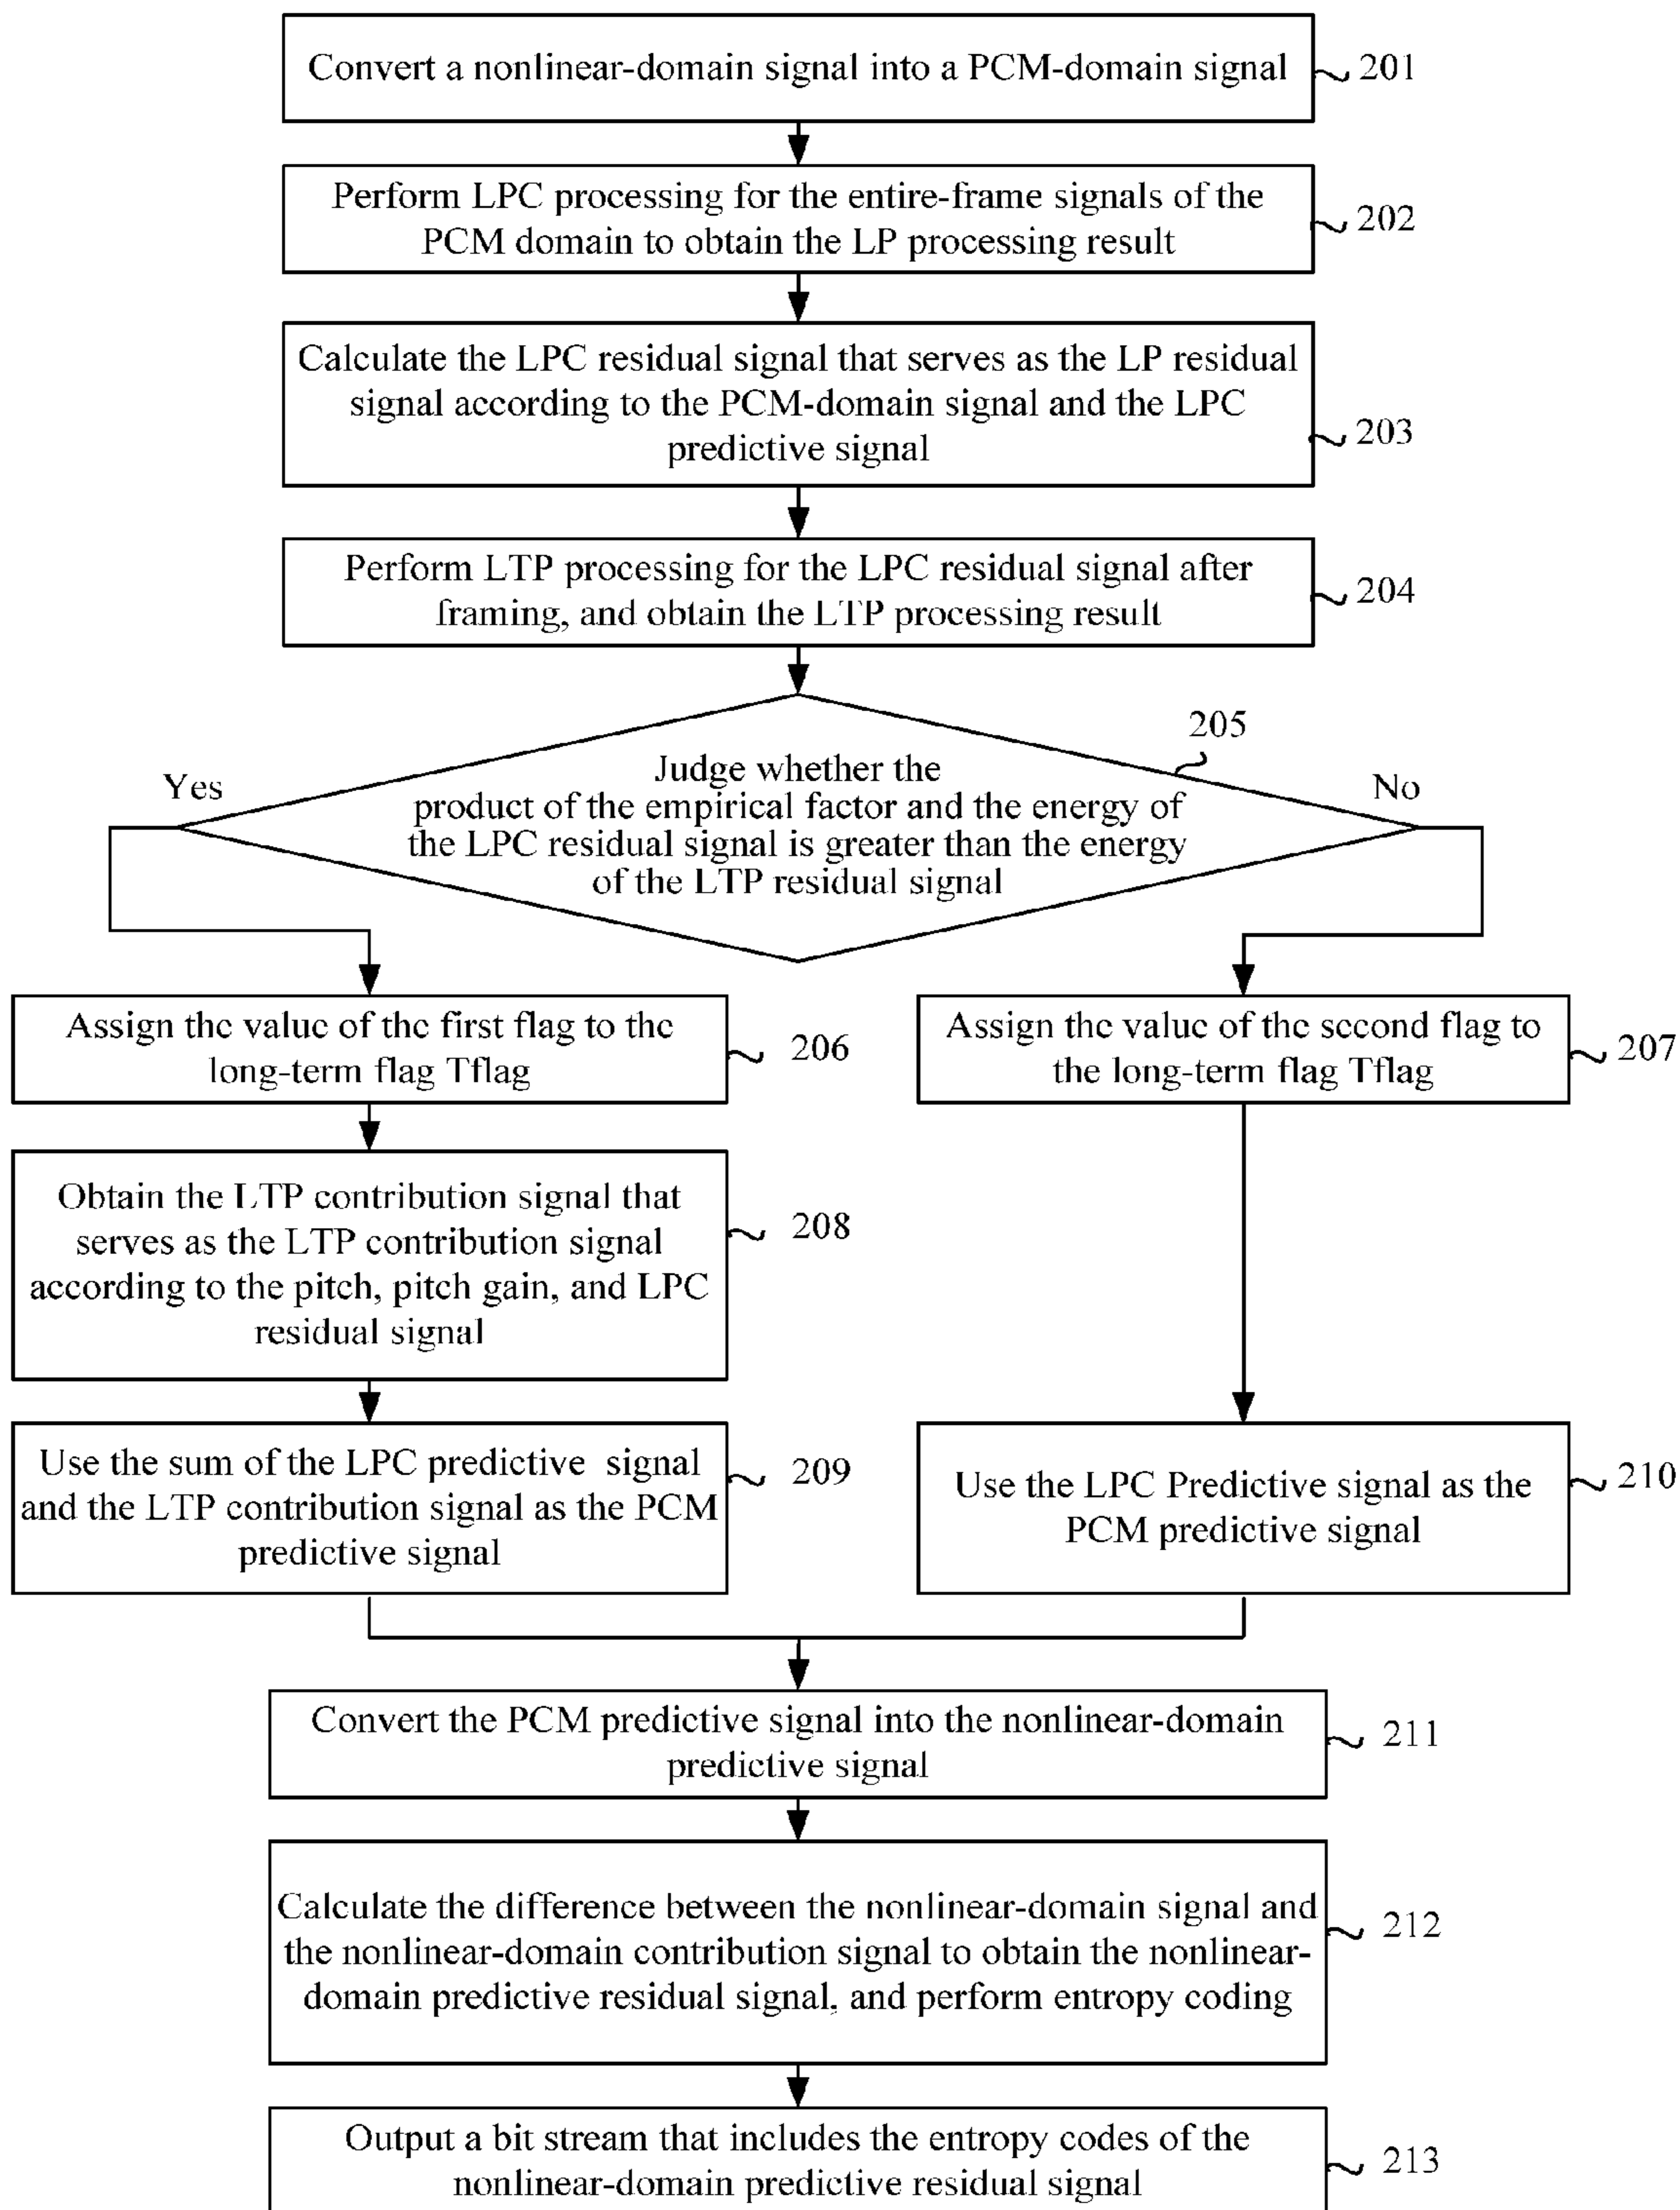 Convert a nonlinear-domain signal into a PCM-domain signal
201
Perform LPC processing for the entire-frame signals of the
PCM domain to obtain the LP processing result
202
Calculate the LPC residual signal that serves as the LP residual
signal according to the PCM-domain signal and the LPC
predictive signal
203
Perform LTP processing for the LPC residual signal after
framing, and obtain the LTP processing result
204
205
Yes
No
Judge whether the
product of the empirical factor and the energy of
the LPC residual signal is greater than the energy
of the LTP residual signal
Assign the value of the first flag to the
long-term flag Tflag
206
Assign the value of the second flag to
the long-term flag Tflag
207
Obtain the LTP contribution signal that
serves as the LTP contribution signal
according to the pitch, pitch gain, and LPC
residual signal
208
Use the sum of the LPC predictive signal
and the LTP contribution signal as the PCM
predictive signal
209
Use the LPC Predictive signal as the
PCM predictive signal
210
Convert the PCM predictive signal into the nonlinear-domain
predictive signal
211
Calculate the difference between the nonlinear-domain signal and
the nonlinear-domain contribution signal to obtain the nonlinear-
domain predictive residual signal, and perform entropy coding
212
Output a bit stream that includes the entropy codes of the
nonlinear-domain predictive residual signal
213